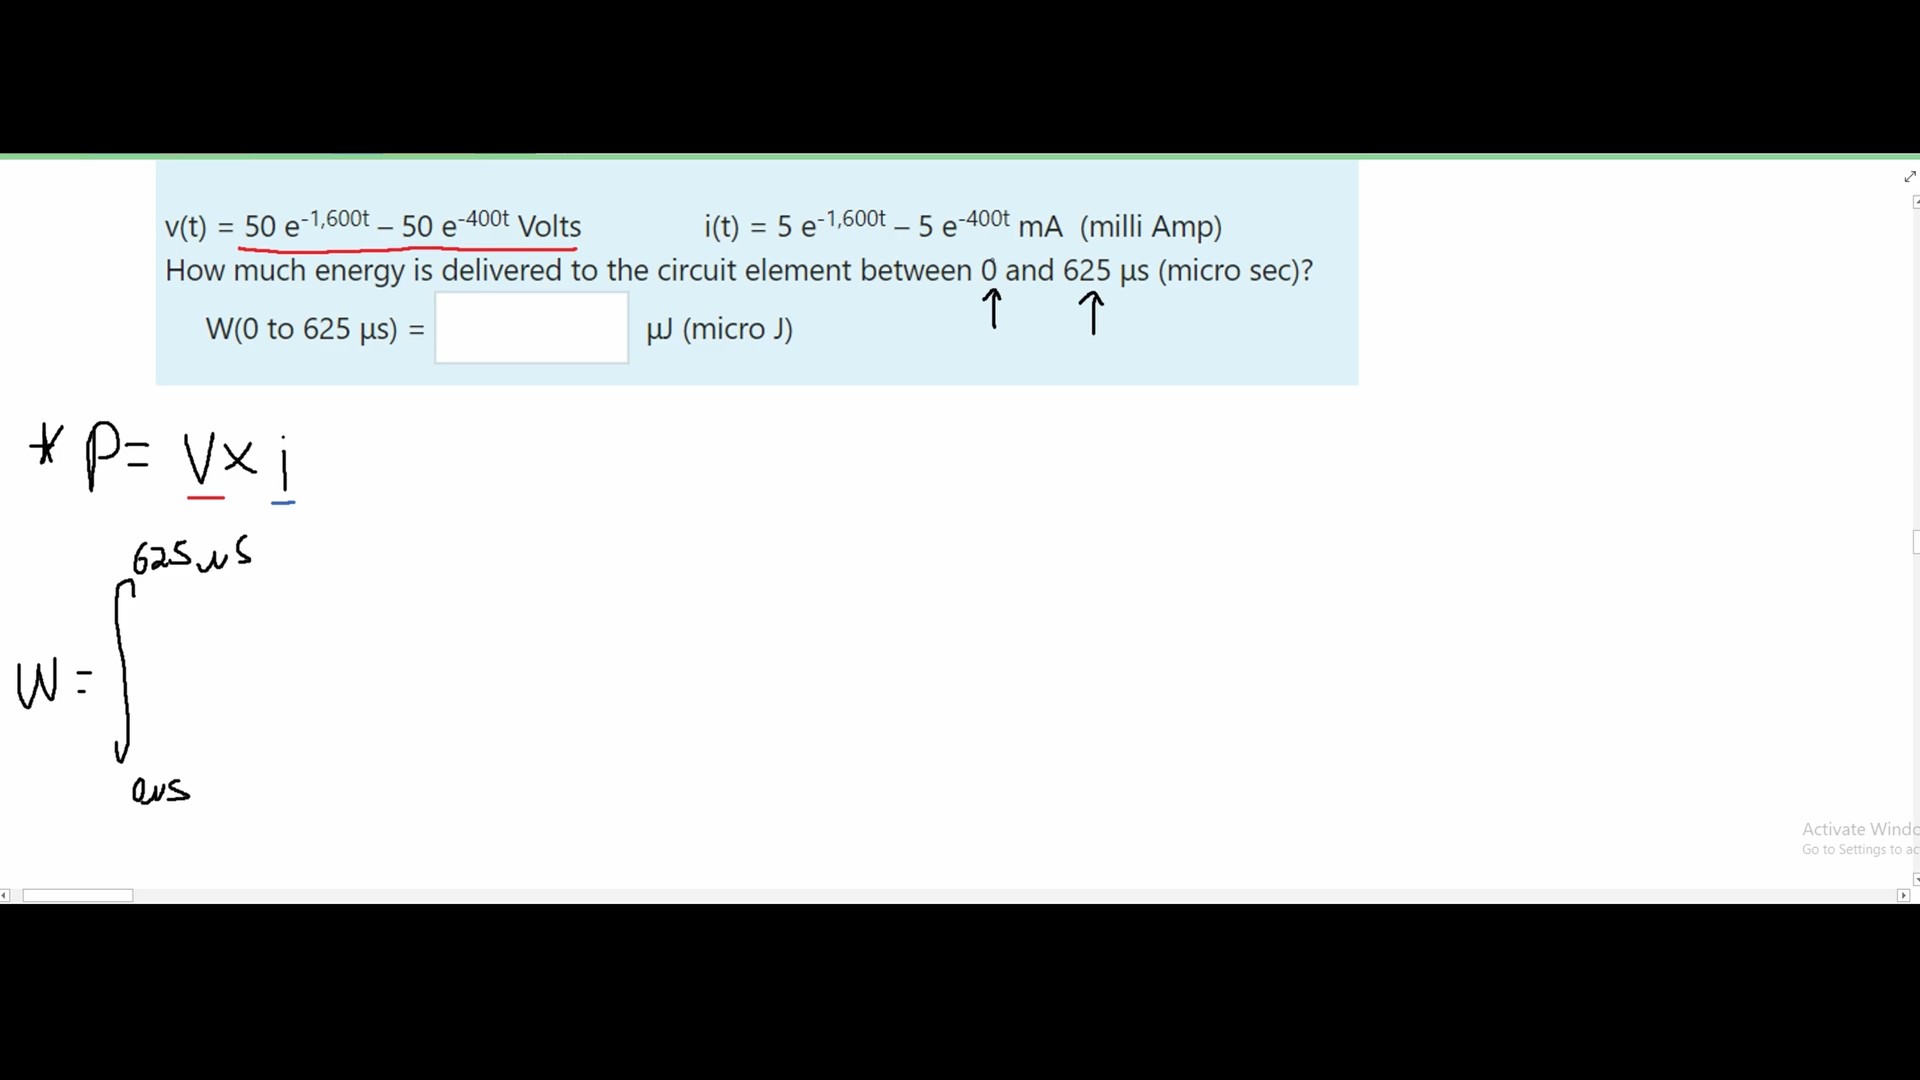 v(t) = 50 e-1,600t – 50 e-400t Volts i(t) = 5 e-1,600t – 5 e-400t mA (milli Amp)
How much energy is delivered to the circuit element between 0 and 625 µs (micro sec)?
W(0 to 625 µs) = µJ (micro J)
* P= V x i
625 µs
W =
0µs
Activate Windo
Go to Settings to ac